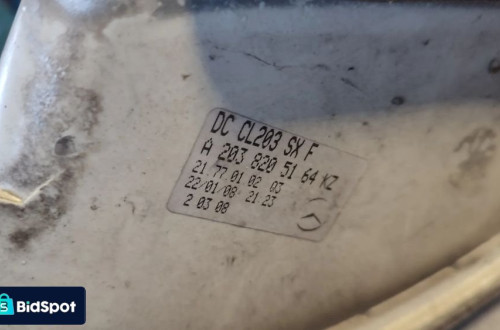 DC CL203 SX F
A 203 820 51 64 KZ
21 77 01 02 03
22/01/08 21 23
2 03 08
BidSpot